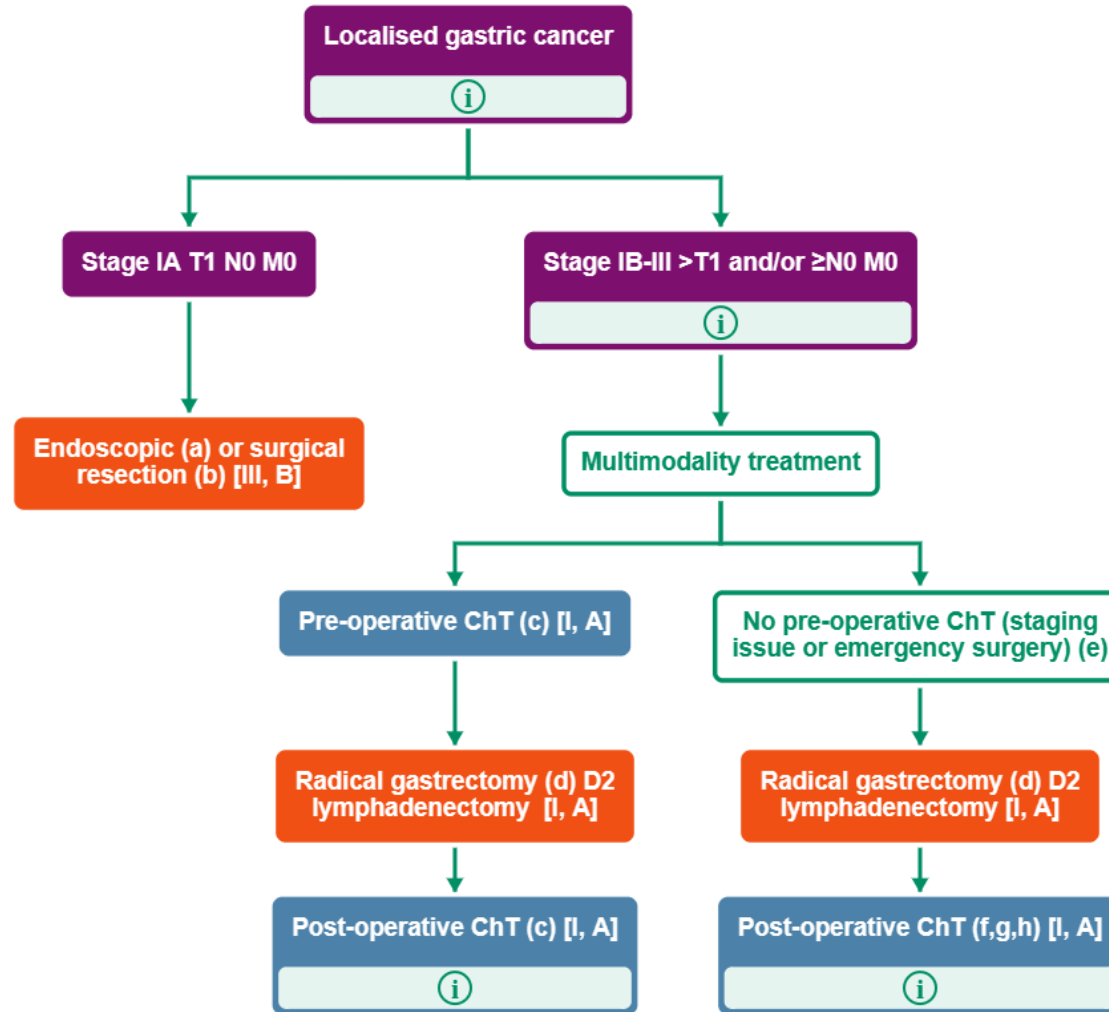 Localised gastric cancer
i
Stage IA T1 N0 M0
Stage IB-III >T1 and/or ≥N0 M0
i
Endoscopic (a) or surgical
resection (b) [III, B]
Multimodality treatment
Pre-operative ChT (c) [I, A]
No pre-operative ChT (staging
issue or emergency surgery) (e)
Radical gastrectomy (d) D2
lymphadenectomy [I, A]
Radical gastrectomy (d) D2
lymphadenectomy [I, A]
Post-operative ChT (c) [I, A]
i
Post-operative ChT (f,g,h) [I, A]
i